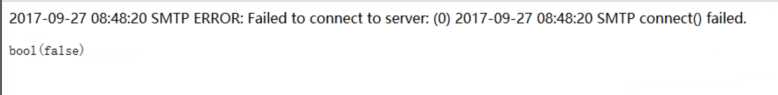 2017-09-27 08:48:20 SMTP ERROR: Failed to connect to server: (0) 2017-09-27 08:48:20 SMTP connect() failed.
bool(false)